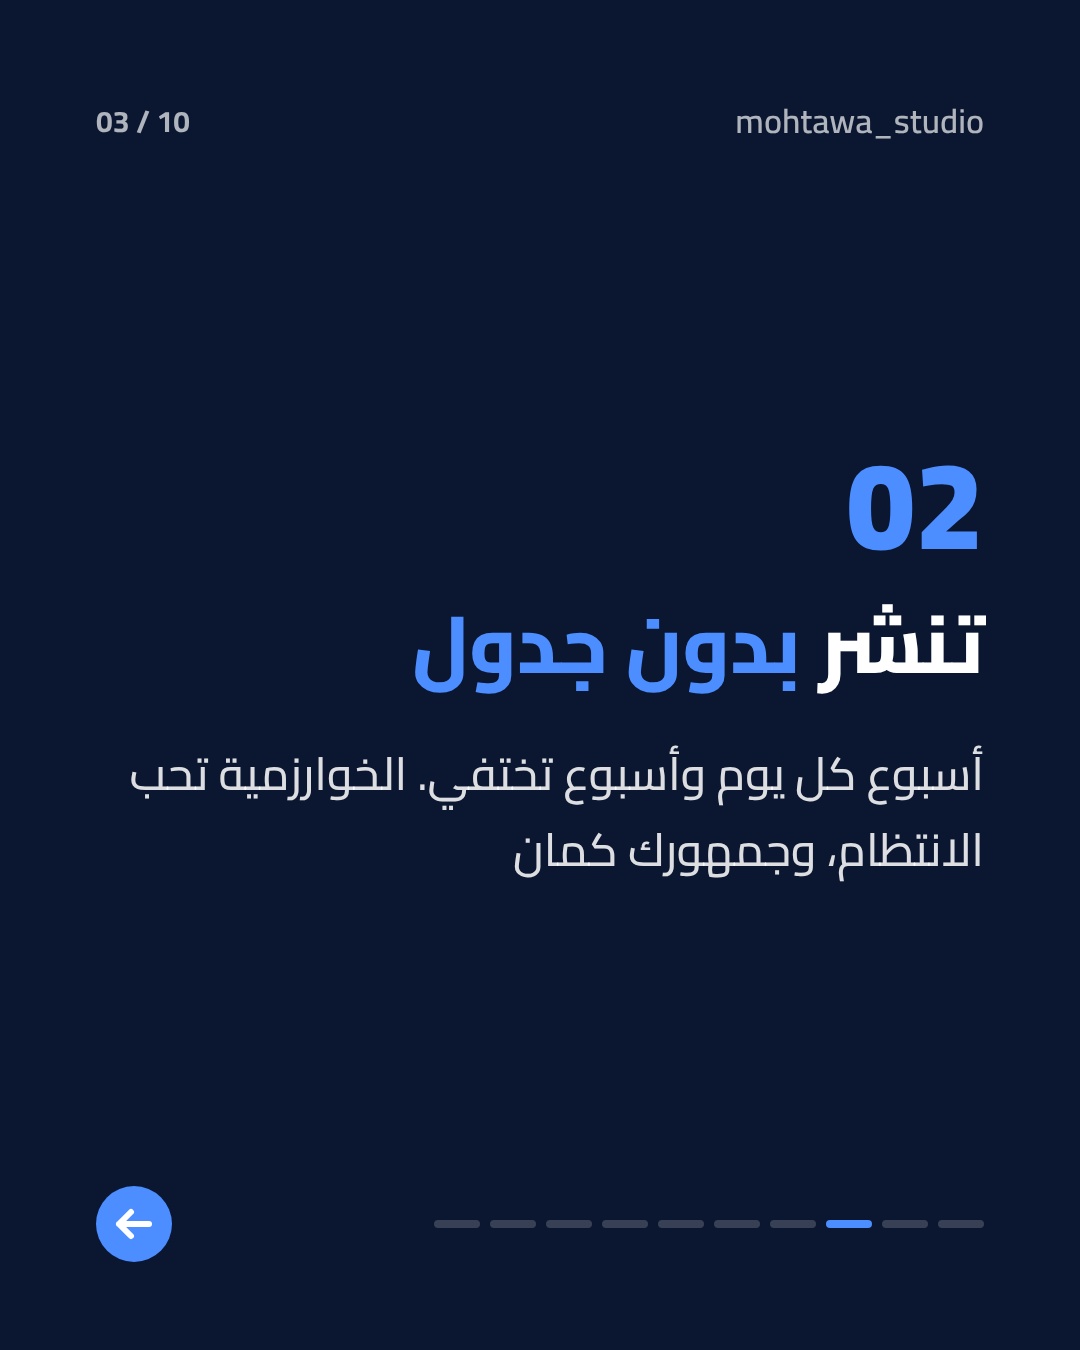 mohtawa_studio
03 / 10
02
تنشر بدون جدول
أسبوع كل يوم وأسبوع تختفي. الخوارزمية تحب
الانتظام، وجمهورك كمان